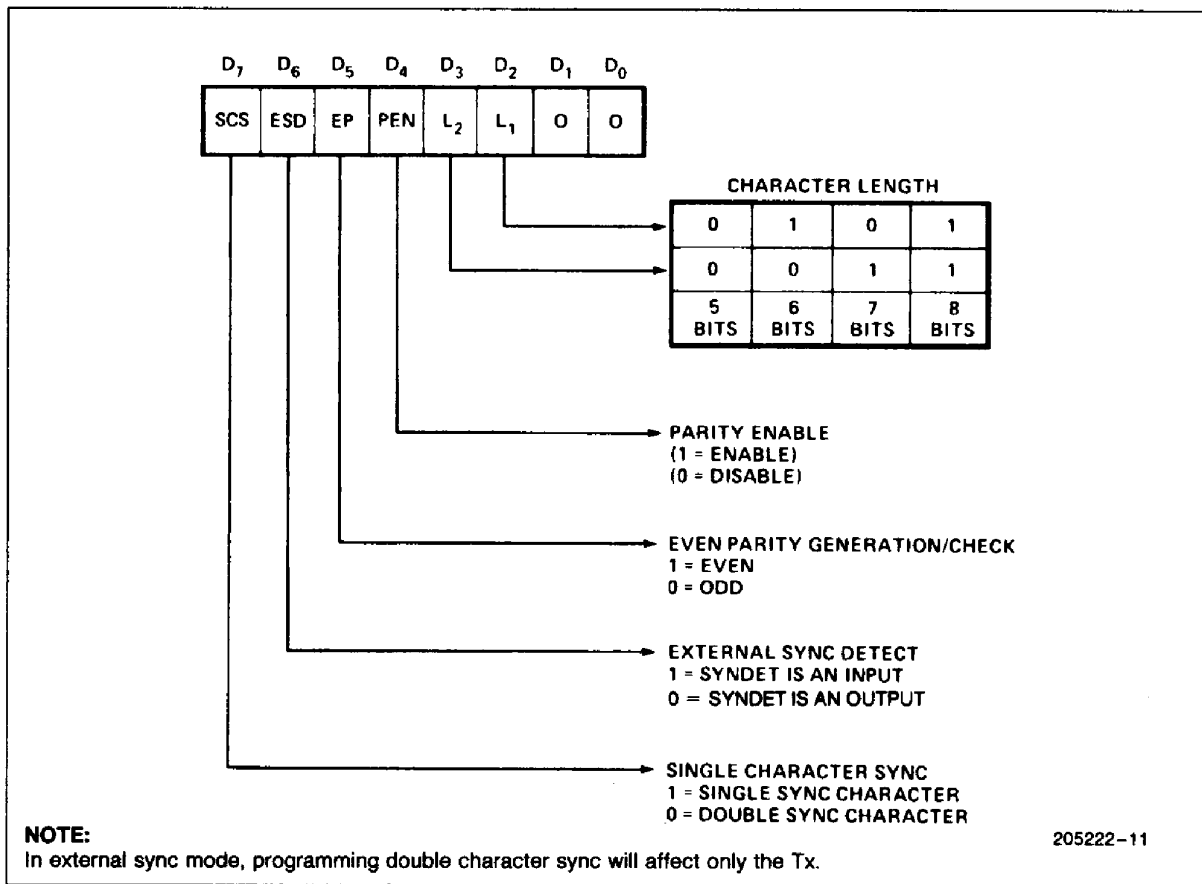 D7 D6 D5 D4 D3 D2 D1 D0
SCS ESD EP PEN L2 L1 0 0
CHARACTER LENGTH
0 1 0 1
0 0 1 1
5 6 7 8
BITS BITS BITS BITS
PARITY ENABLE
(1 = ENABLE)
(0 = DISABLE)
EVEN PARITY GENERATION/CHECK
1 = EVEN
0 = ODD
EXTERNAL SYNC DETECT
1 = SYNDET IS AN INPUT
0 = SYNDET IS AN OUTPUT
SINGLE CHARACTER SYNC
1 = SINGLE SYNC CHARACTER
0 = DOUBLE SYNC CHARACTER
205222-11
NOTE:
In external sync mode, programming double character sync will affect only the Tx.